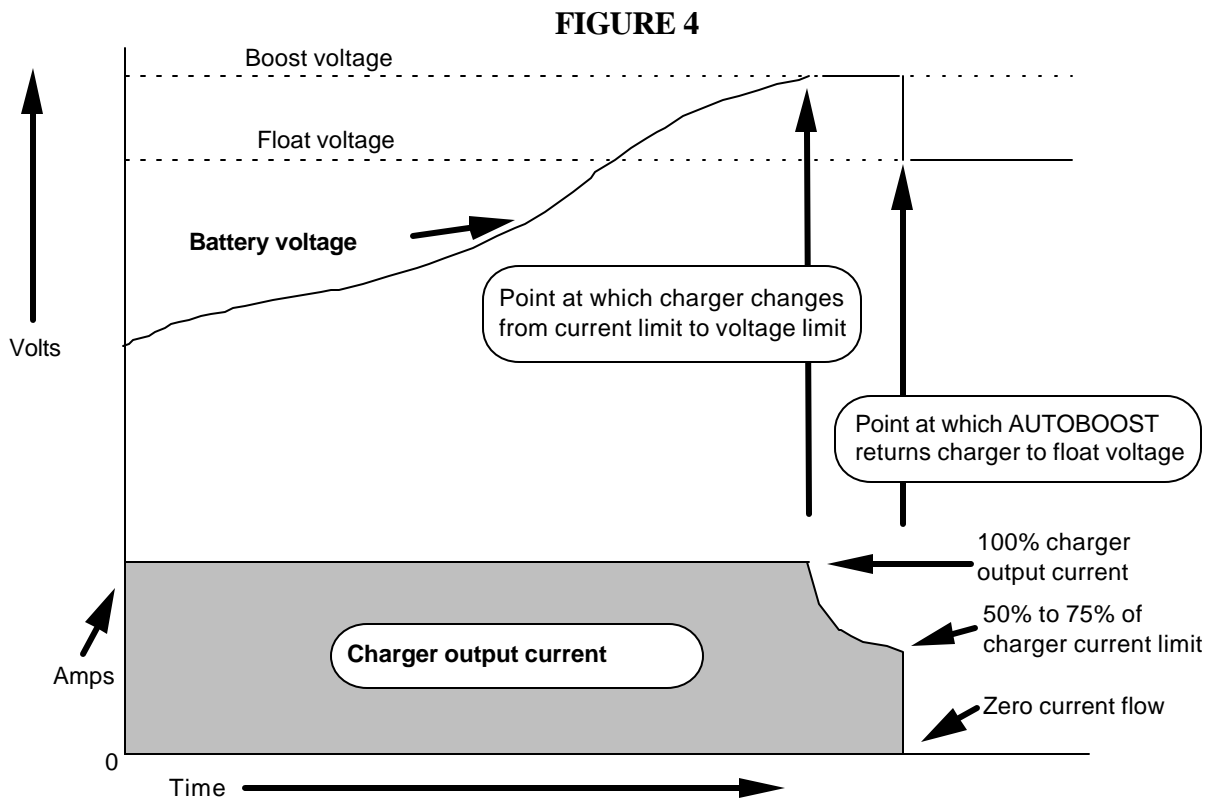 FIGURE 4
Boost voltage
Float voltage
Battery voltage
Point at which charger changes
from current limit to voltage limit
Volts
Point at which AUTOBOOST
returns charger to float voltage
100% charger
output current
50% to 75% of
charger current limit
Charger output current
Amps
Zero current flow
0
Time